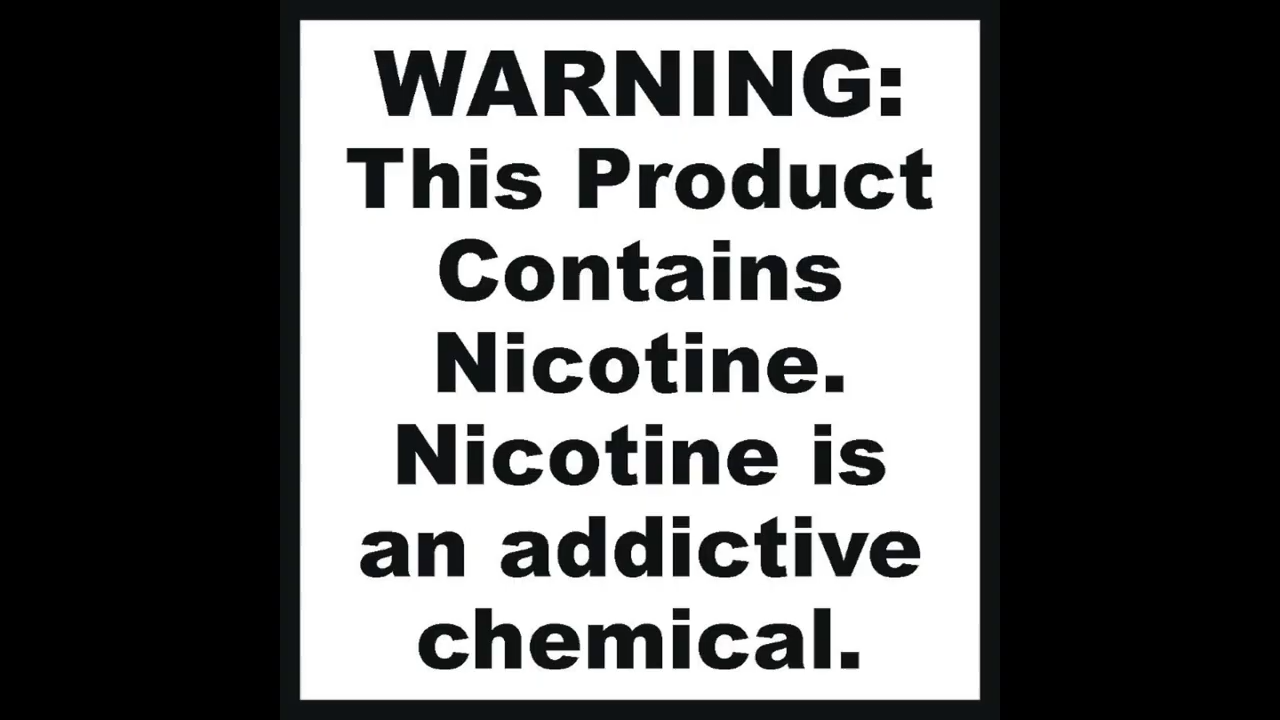 WARNING:
This Product
Contains
Nicotine.
Nicotine is
an addictive
chemical.